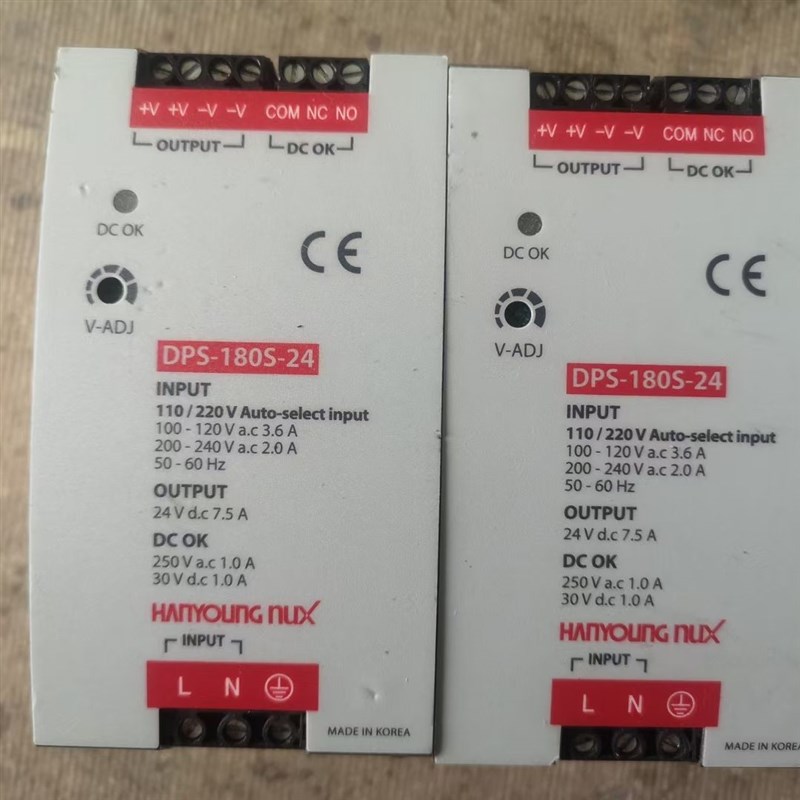 +V +V −V −V COM NC NO
OUTPUT DC OK
DC OK
CE
V-ADJ
DPS-180S-24
INPUT
110 / 220 V Auto-select input
100 - 120 V a.c 3.6 A
200 - 240 V a.c 2.0 A
50 - 60 Hz
OUTPUT
24 V d.c 7.5 A
DC OK
250 V a.c 1.0 A
30 V d.c 1.0 A
HANYOUNG NUX
INPUT
L N
MADE IN KOREA
+V +V −V −V COM NC NO
OUTPUT DC OK
DC OK
CE
V-ADJ
DPS-180S-24
INPUT
110 / 220 V Auto-select input
100 - 120 V a.c 3.6 A
200 - 240 V a.c 2.0 A
50 - 60 Hz
OUTPUT
24 V d.c 7.5 A
DC OK
250 V a.c 1.0 A
30 V d.c 1.0 A
HANYOUNG NUX
INPUT
L N
MADE IN KOREA